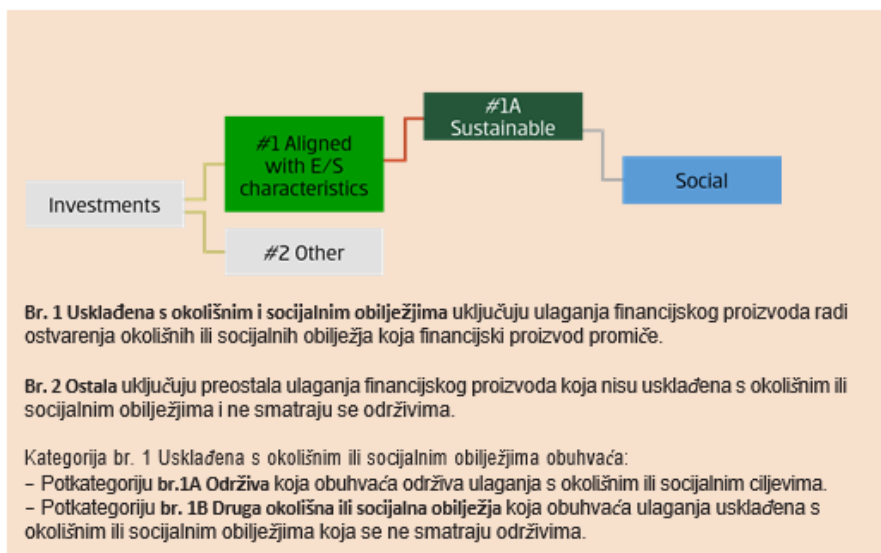 #1A
Sustainable
#1 Aligned
with E/S
characteristics
Social
Investments
#2 Other
Br. 1 Usklađena s okolišnim i socijalnim obilježjima uključuju ulaganja financijskog proizvoda radi
ostvarenja okolišnih ili socijalnih obilježja koja financijski proizvod promiče.
Br. 2 Ostala uključuju preostala ulaganja financijskog proizvoda koja nisu usklađena s okolišnim ili
socijalnim obilježjima i ne smatraju se održivima.
Kategorija br. 1 Usklađena s okolišnim ili socijalnim obilježjima obuhvaća:
– Potkategoriju br.1A Održiva koja obuhvaća održiva ulaganja s okolišnim ili socijalnim ciljevima.
– Potkategoriju br. 1B Druga okolišna ili socijalna obilježja koja obuhvaća ulaganja usklađena s
okolišnim ili socijalnim obilježjima koja se ne smatraju održivima.